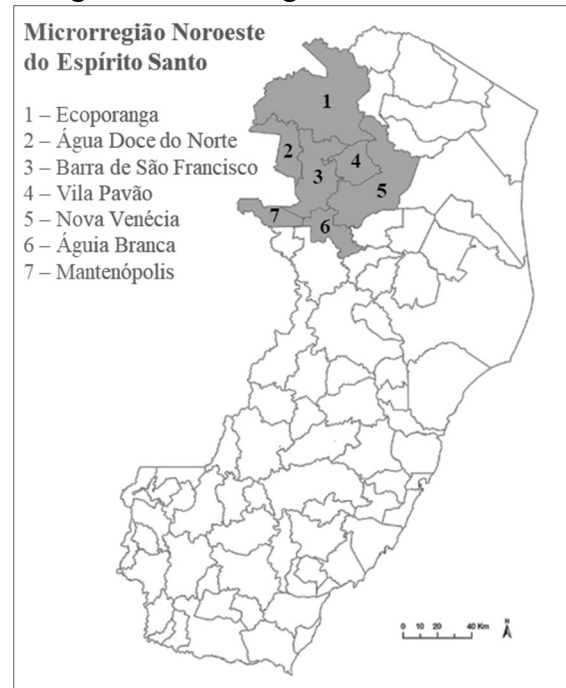 Microrregião Noroeste
do Espírito Santo
1 – Ecoporanga
2 – Água Doce do Norte
3 – Barra de São Francisco
4 – Vila Pavão
5 – Nova Venécia
6 – Águia Branca
7 – Mantenópolis
1
2
3
4
5
6
7
0 10 20 40 Km
N